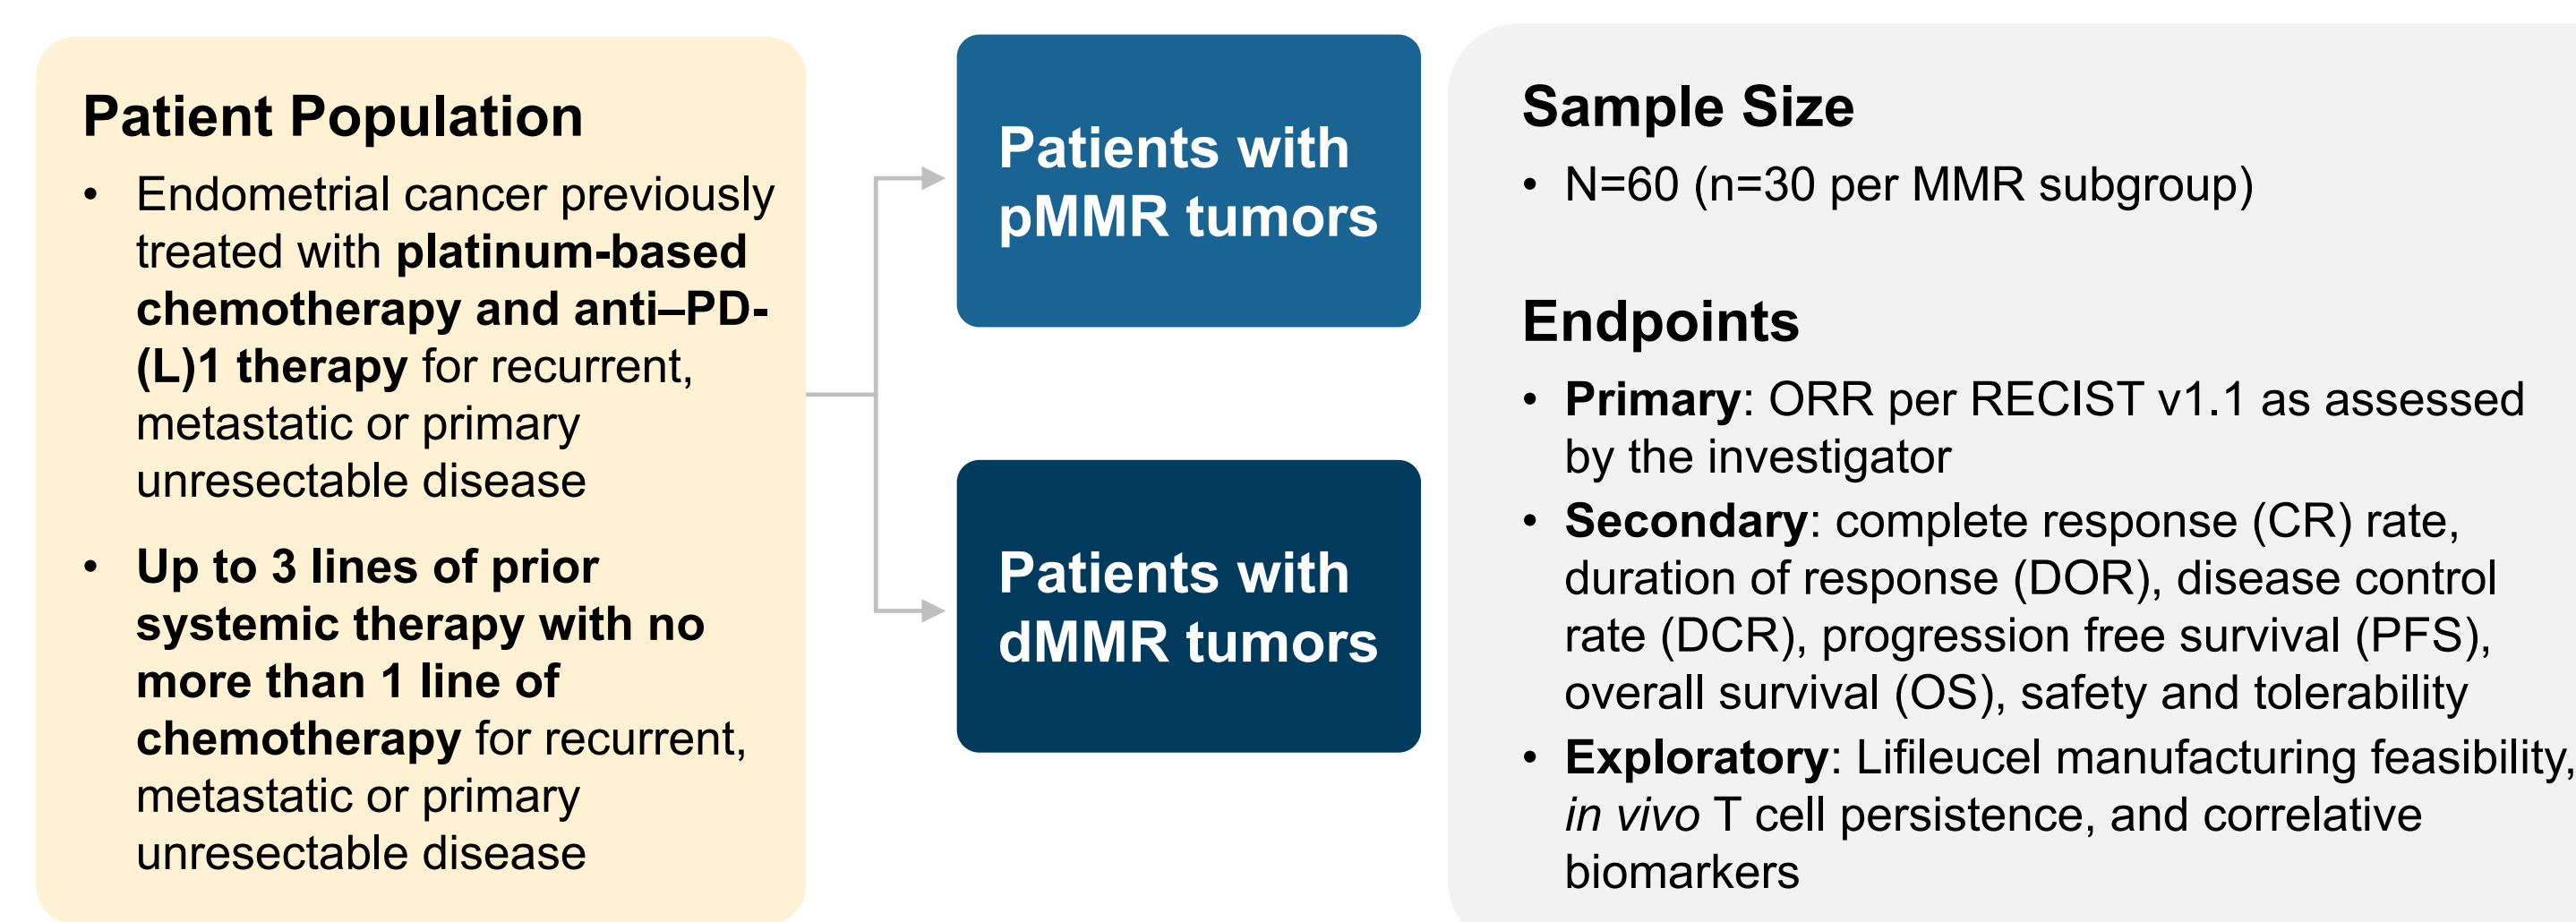 Patient Population
• Endometrial cancer previously
treated with platinum-based
chemotherapy and anti–PD-
(L)1 therapy for recurrent,
metastatic or primary
unresectable disease
• Up to 3 lines of prior
systemic therapy with no
more than 1 line of
chemotherapy for recurrent,
metastatic or primary
unresectable disease
Patients with
pMMR tumors
Patients with
dMMR tumors
Sample Size
• N=60 (n=30 per MMR subgroup)
Endpoints
• Primary: ORR per RECIST v1.1 as assessed
by the investigator
• Secondary: complete response (CR) rate,
duration of response (DOR), disease control
rate (DCR), progression free survival (PFS),
overall survival (OS), safety and tolerability
• Exploratory: Lifileucel manufacturing feasibility,
in vivo T cell persistence, and correlative
biomarkers